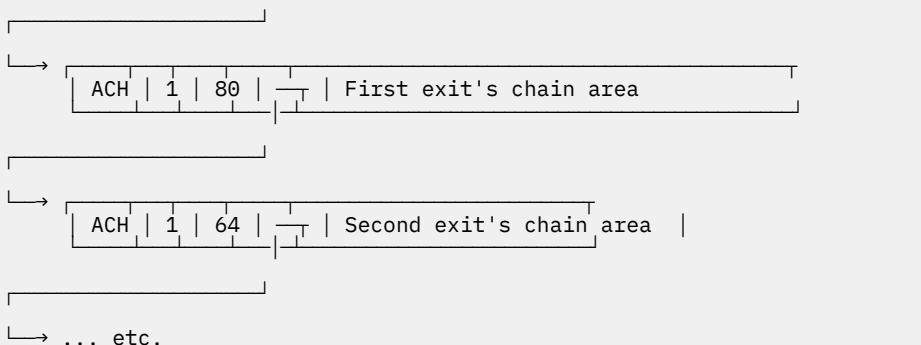 ACH 1 80 First exit's chain area
ACH 1 64 Second exit's chain area
... etc.